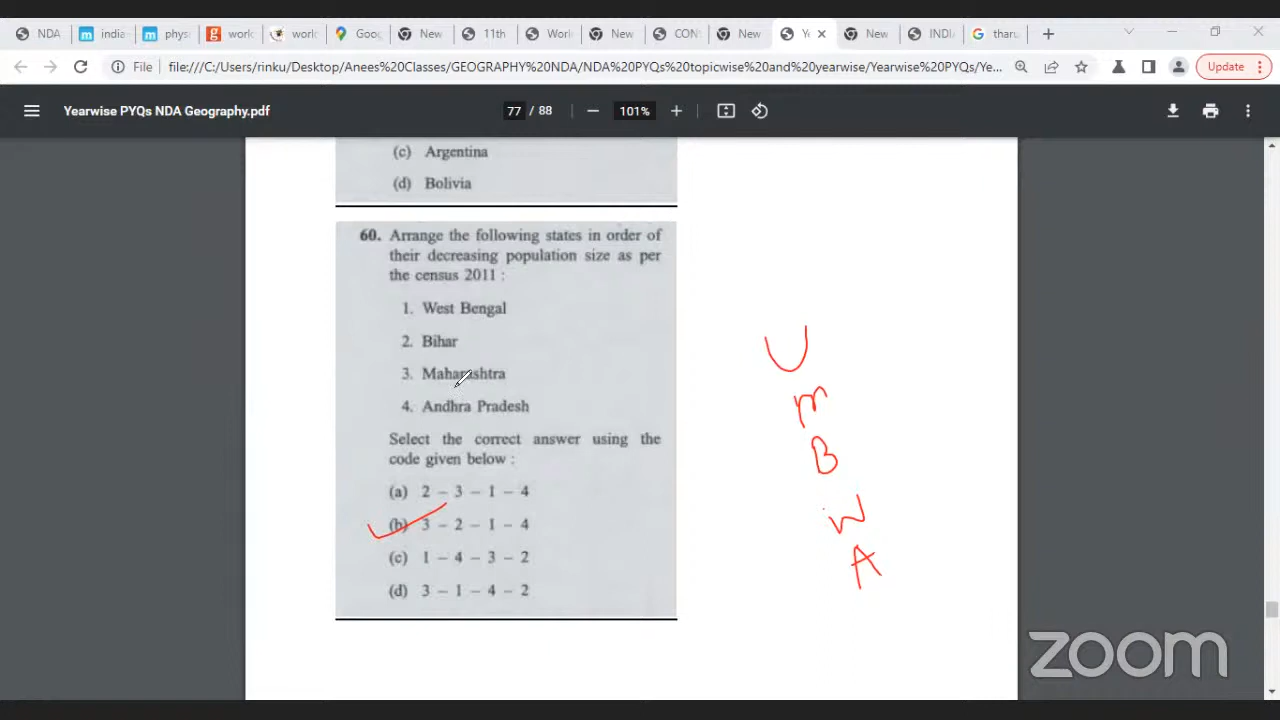 NDA
india
phys
work
work
Goog
New
11th
Worl
New
CON
New
Ye
New
INDI
tharu
File
file:///C:/Users/rinku/Desktop/Anees%20Classes/GEOGRAPHY%20NDA/NDA%20PYQs%20topicwise%20and%20yearwise/Yearwise%20PYQs/Ye...
Update
Yearwise PYQs NDA Geography.pdf
77 / 88
101%
(c) Argentina
(d) Bolivia
60. Arrange the following states in order of
their decreasing population size as per
the census 2011 :
1. West Bengal
2. Bihar
3. Maharashtra
4. Andhra Pradesh
Select the correct answer using the
code given below :
(a) 2 – 3 – 1 – 4
(b) 3 – 2 – 1 – 4
(c) 1 – 4 – 3 – 2
(d) 3 – 1 – 4 – 2
U
M
B
W
A
zoom